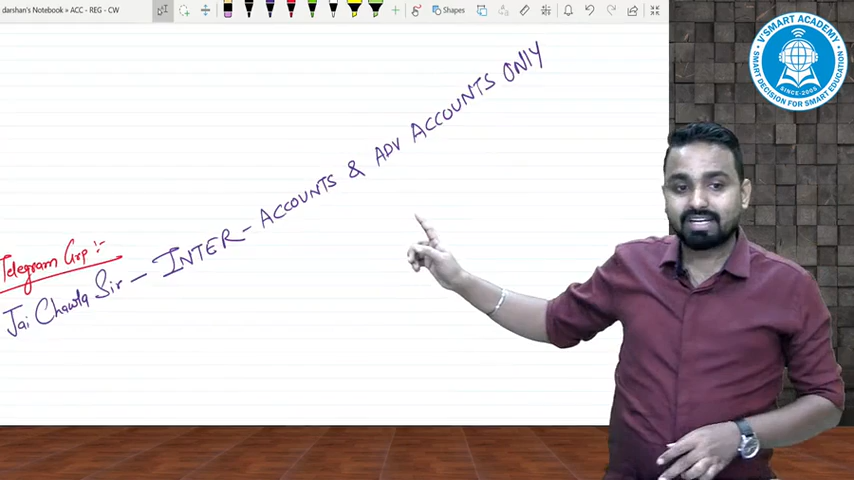 darshan's Notebook » ACC - REG - CW
Shapes
V'SMART ACADEMY
SMART DECISION FOR SMART EDUCATION
SINCE-2005
Telegram Grp :-
Jai Chawla Sir - INTER - ACCOUNTS & ADV ACCOUNTS ONLY